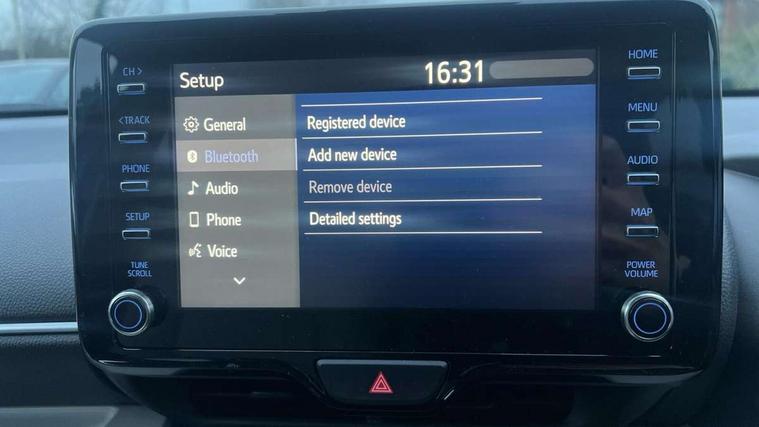 Setup
16:31
General
Bluetooth
Audio
Phone
Voice
Registered device
Add new device
Remove device
Detailed settings
CH >
< TRACK
PHONE
SETUP
TUNE
SCROLL
HOME
MENU
AUDIO
MAP
POWER
VOLUME